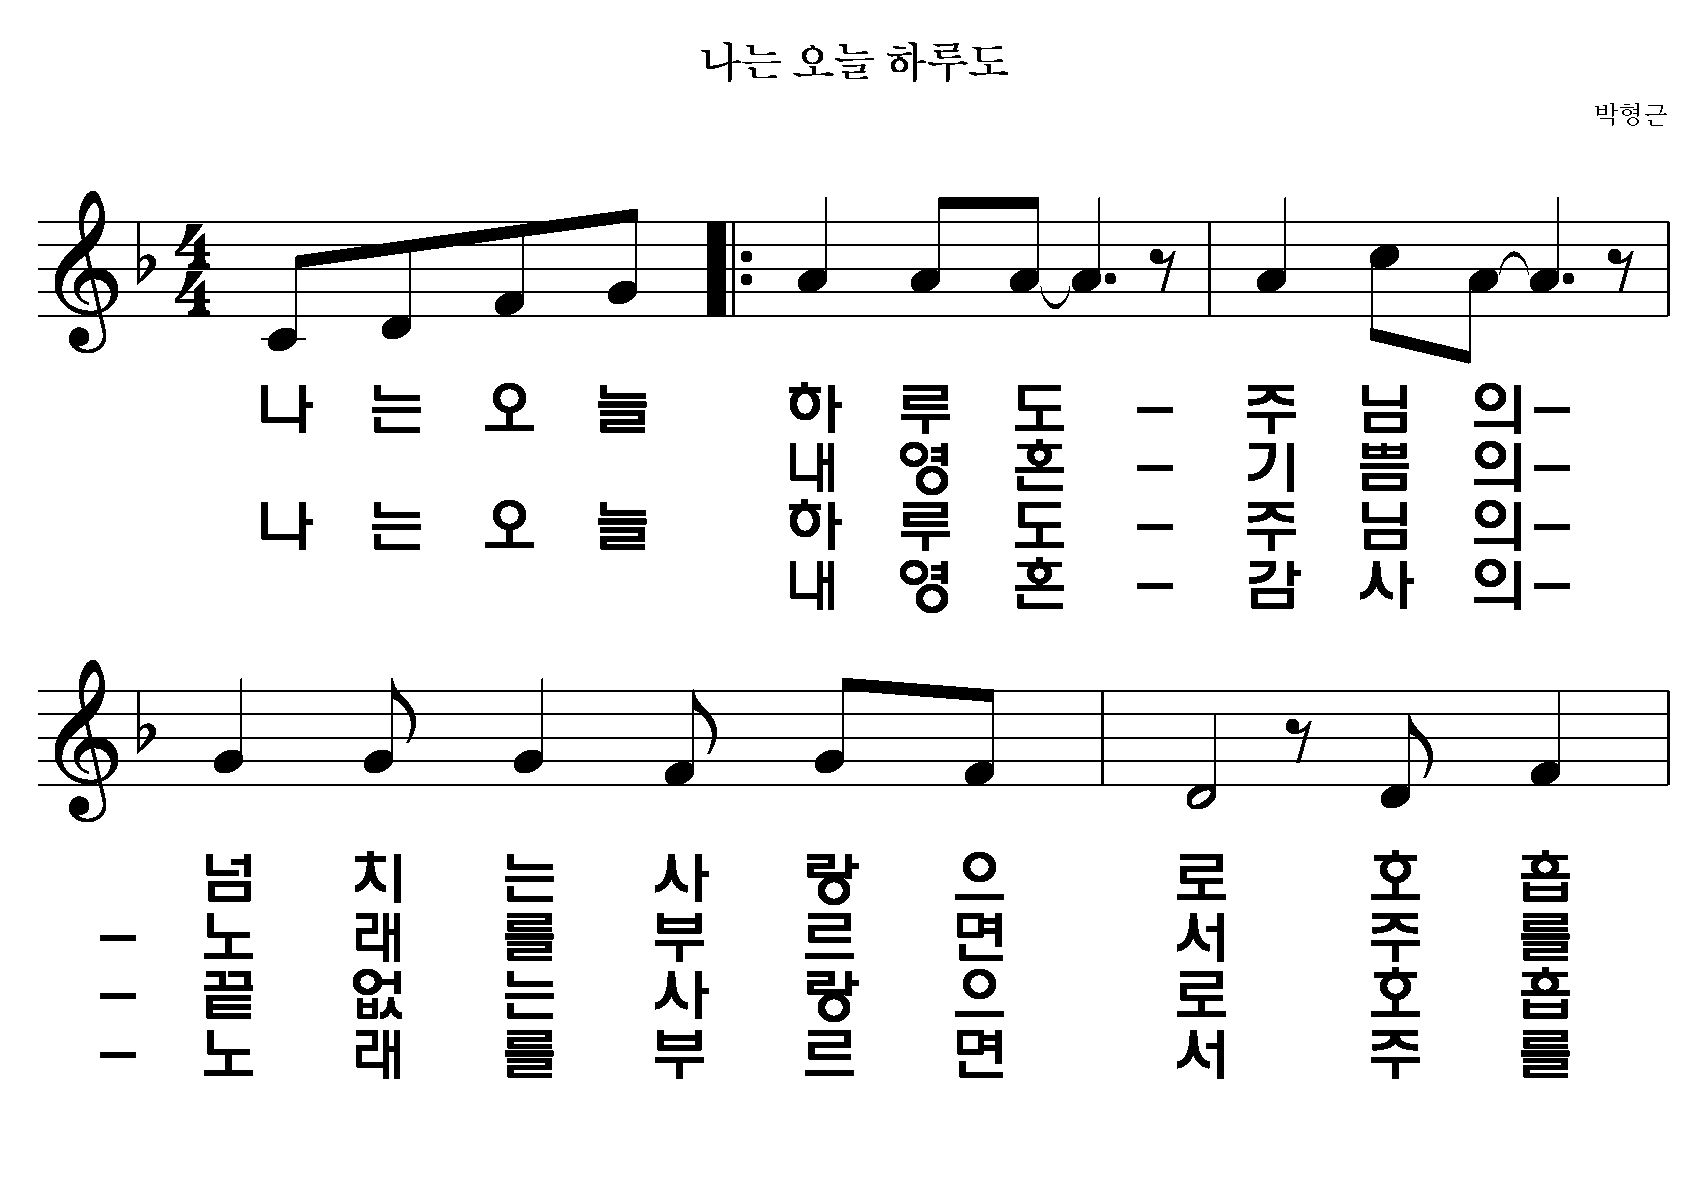 나는 오늘 하루도
박형근
4
4
나 는 오 늘 하 루 도 - 주 님 의 -
내 영 혼 - 기 쁨 의 -
나 는 오 늘 하 루 도 - 주 님 의 -
내 영 혼 - 감 사 의 -
넘 치 는 사 랑 으 로 호 흡
- 노 래 를 부 르 면 서 주 를
- 끝 없 는 사 랑 으 로 호 흡
- 노 래 를 부 르 면 서 주 를